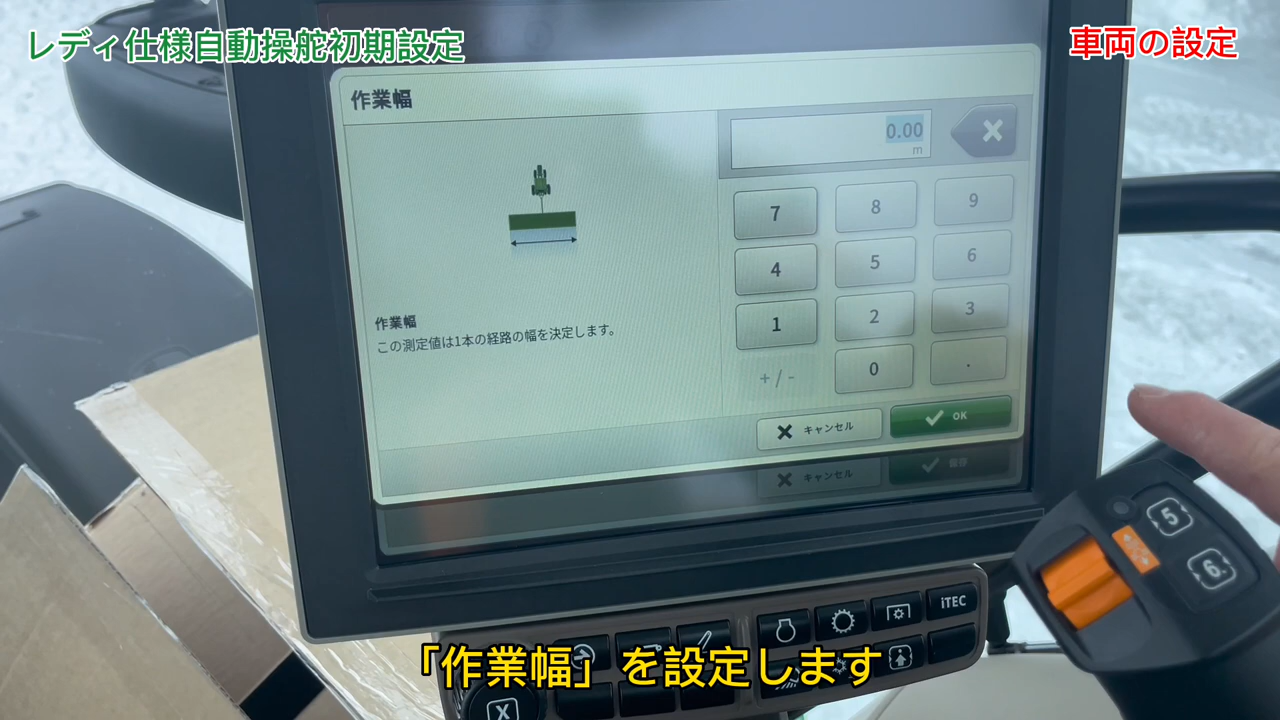 レディ仕様自動操舵初期設定
車両の設定
作業幅
0.00
m
7 8 9
4 5 6
1 2 3
+/- 0 .
作業幅
この測定値は1本の経路の幅を決定します。
キャンセル OK
キャンセル 保存
5
6
iTEC
「作業幅」を設定します
X